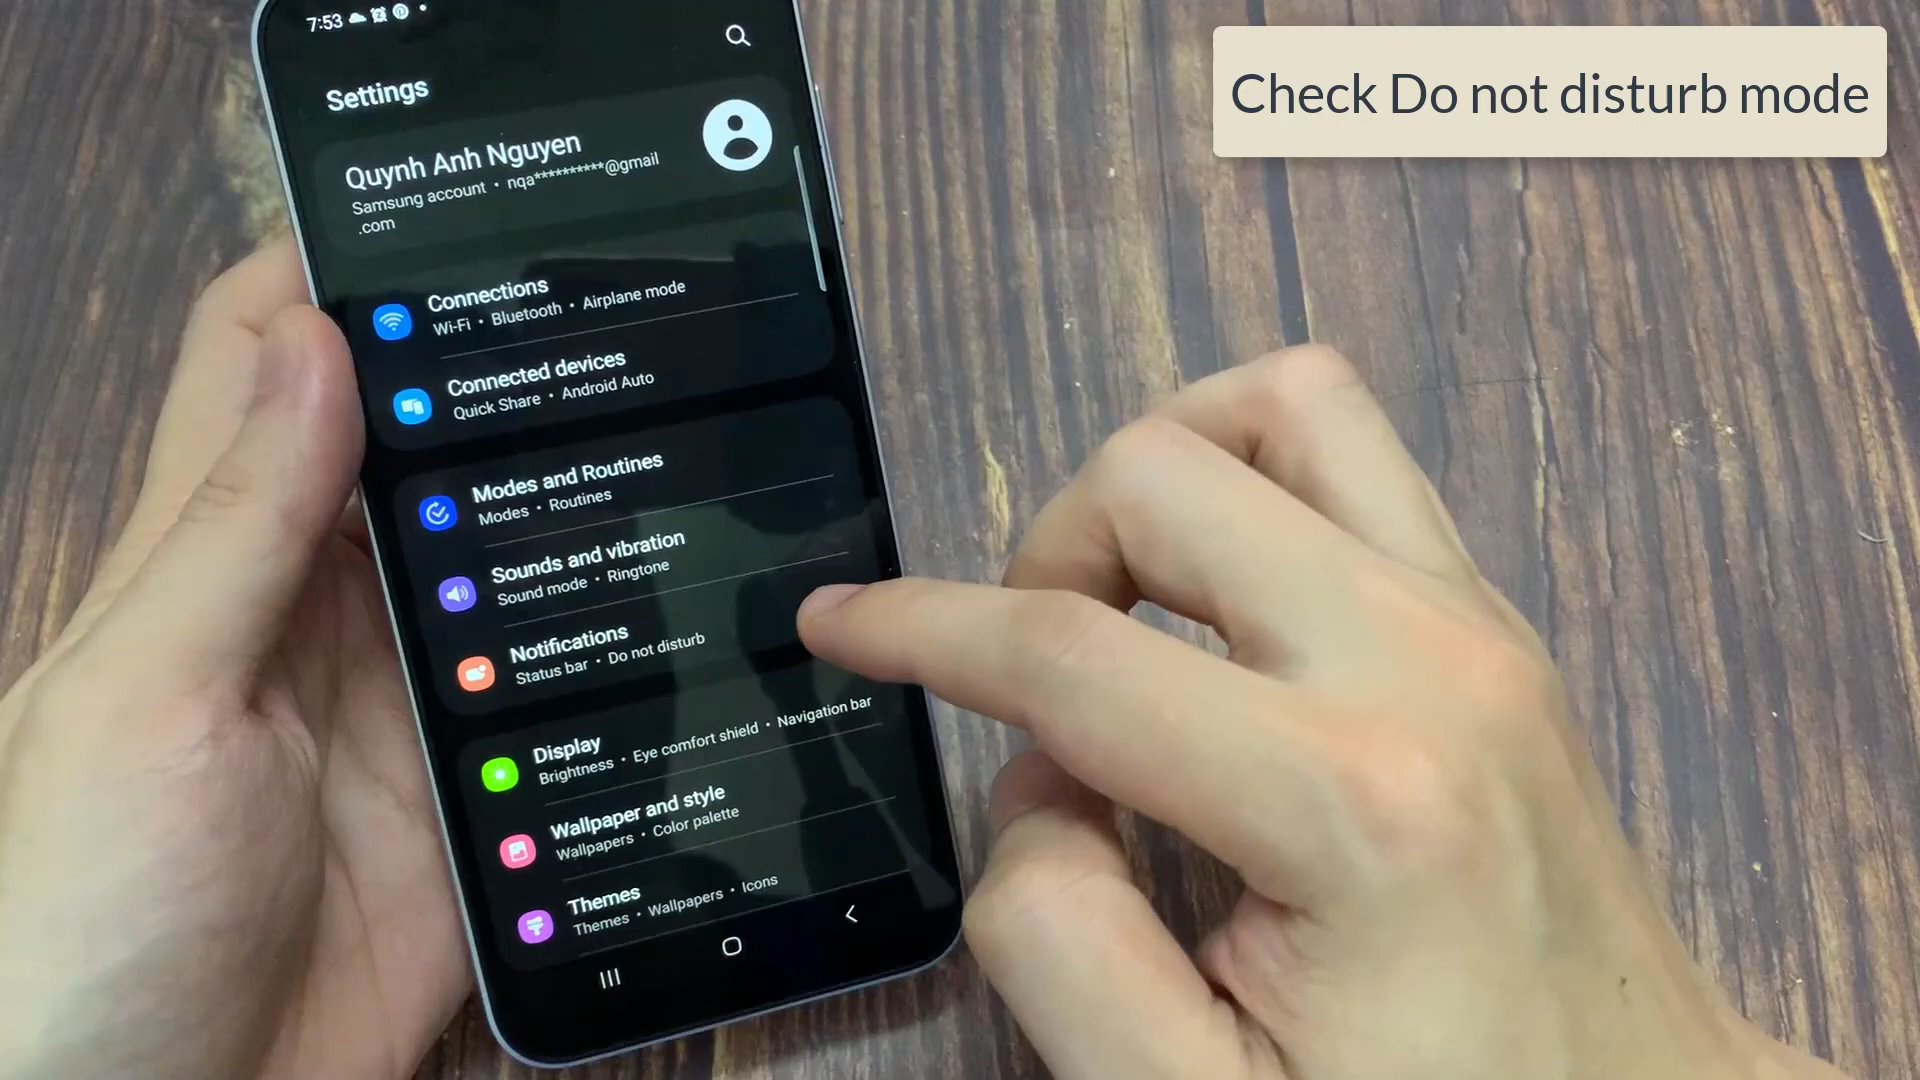 7:53
Check Do not disturb mode
Settings
Quynh Anh Nguyen
Samsung account • nqa**********@gmail
.com
Connections
Wi-Fi • Bluetooth • Airplane mode
Connected devices
Quick Share • Android Auto
Modes and Routines
Modes • Routines
Sounds and vibration
Sound mode • Ringtone
Notifications
Status bar • Do not disturb
Display
Brightness • Eye comfort shield • Navigation bar
Wallpaper and style
Wallpapers • Color palette
Themes
Themes • Wallpapers • Icons